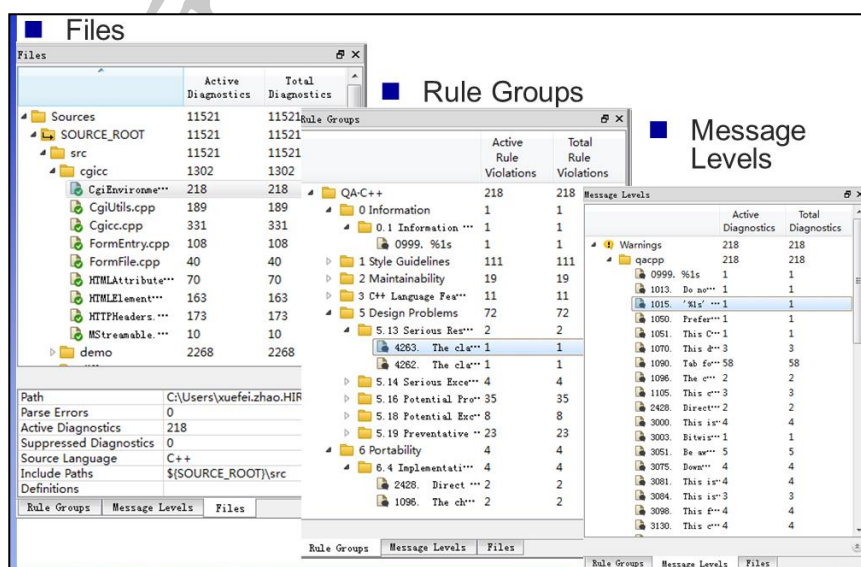 Files
Files
Active Diagnostics Total Diagnostics
Sources 11521 11521
SOURCE_ROOT 11521 11521
src 11521 11521
cgicc 1302 1302
CgiEnvironme… 218 218
CgiUtils.cpp 189 189
Cgicc.cpp 331 331
FormEntry.cpp 108 108
FormFile.cpp 40 40
HTMLAttribute… 70 70
HTMLElement… 163 163
HTTPHeaders.… 173 173
MStreamable.… 10 10
demo 2268 2268
Path C:\Users\xuefei.zhao.HIR
Parse Errors 0
Active Diagnostics 218
Suppressed Diagnostics 0
Source Language C++
Include Paths $(SOURCE_ROOT)\src
Definitions
Rule Groups Message Levels Files
Rule Groups
Rule Groups
Active Rule Violations Total Rule Violations
QA·C++ 218 218
0 Information 1 1
0.1 Information … 1 1
0999. %1s 1 1
1 Style Guidelines 111 111
2 Maintainability 19 19
3 C++ Language Fea… 11 11
5 Design Problems 72 72
5.13 Serious Res… 2 2
4263. The cla… 1 1
4262. The cla… 1 1
5.14 Serious Exce… 4 4
5.16 Potential Pro… 35 35
5.18 Potential Exc… 8 8
5.19 Preventative … 23 23
6 Portability 4 4
6.4 Implementati… 4 4
2428. Direct … 2 2
1096. The ch… 2 2
Rule Groups Message Levels Files
Message
Levels
Message Levels
Active Diagnostics Total Diagnostics
Warnings 218 218
qacpp 218 218
0999. %1s 1 1
1013. Do no… 1 1
1015. '%1s' … 1 1
1050. Prefer… 1 1
1051. This C… 1 1
1070. This d… 3 3
1090. Tab fo… 58 58
1096. The c… 2 2
1105. This c… 3 3
2428. Direct… 2 2
3000. This is… 4 4
3003. Bitwis… 1 1
3051. Be aw… 5 5
3075. Down… 4 4
3081. This is… 4 4
3084. This is… 3 3
3098. This f… 4 4
3130. This c… 4 4
Rule Groups Message Levels Files